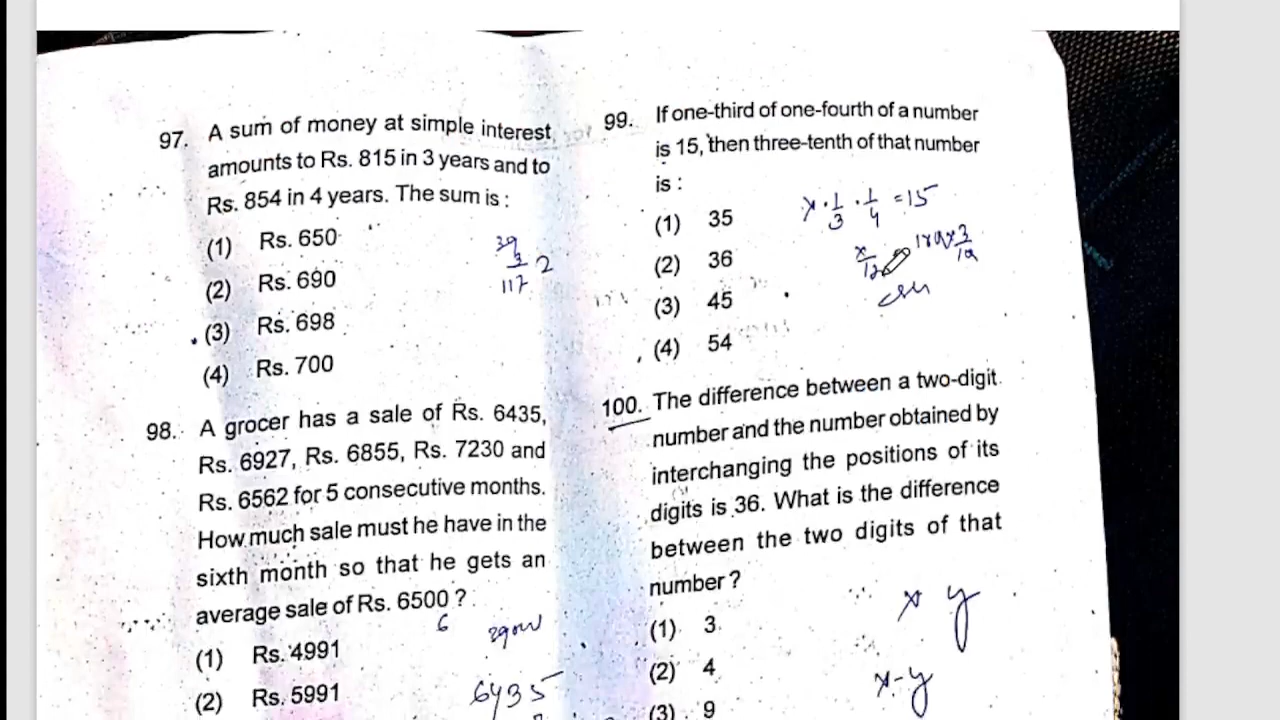 97. A sum of money at simple interest
amounts to Rs. 815 in 3 years and to
Rs. 854 in 4 years. The sum is :
(1) Rs. 650
(2) Rs. 690
(3) Rs. 698
(4) Rs. 700
39
3 2
117
98. A grocer has a sale of Rs. 6435,
Rs. 6927, Rs. 6855, Rs. 7230 and
Rs. 6562 for 5 consecutive months.
How much sale must he have in the
sixth month so that he gets an
average sale of Rs. 6500 ?
6
(1) Rs. 4991
(2) Rs. 5991
6435
99. If one-third of one-fourth of a number
is 15, then three-tenth of that number
is :
(1) 35
(2) 36
(3) 45
(4) 54
x · 1/3 · 1/4 = 15
100. The difference between a two-digit
number and the number obtained by
interchanging the positions of its
digits is 36. What is the difference
between the two digits of that
number ?
(1) 3
(2) 4
(3) 9
x y
x-y